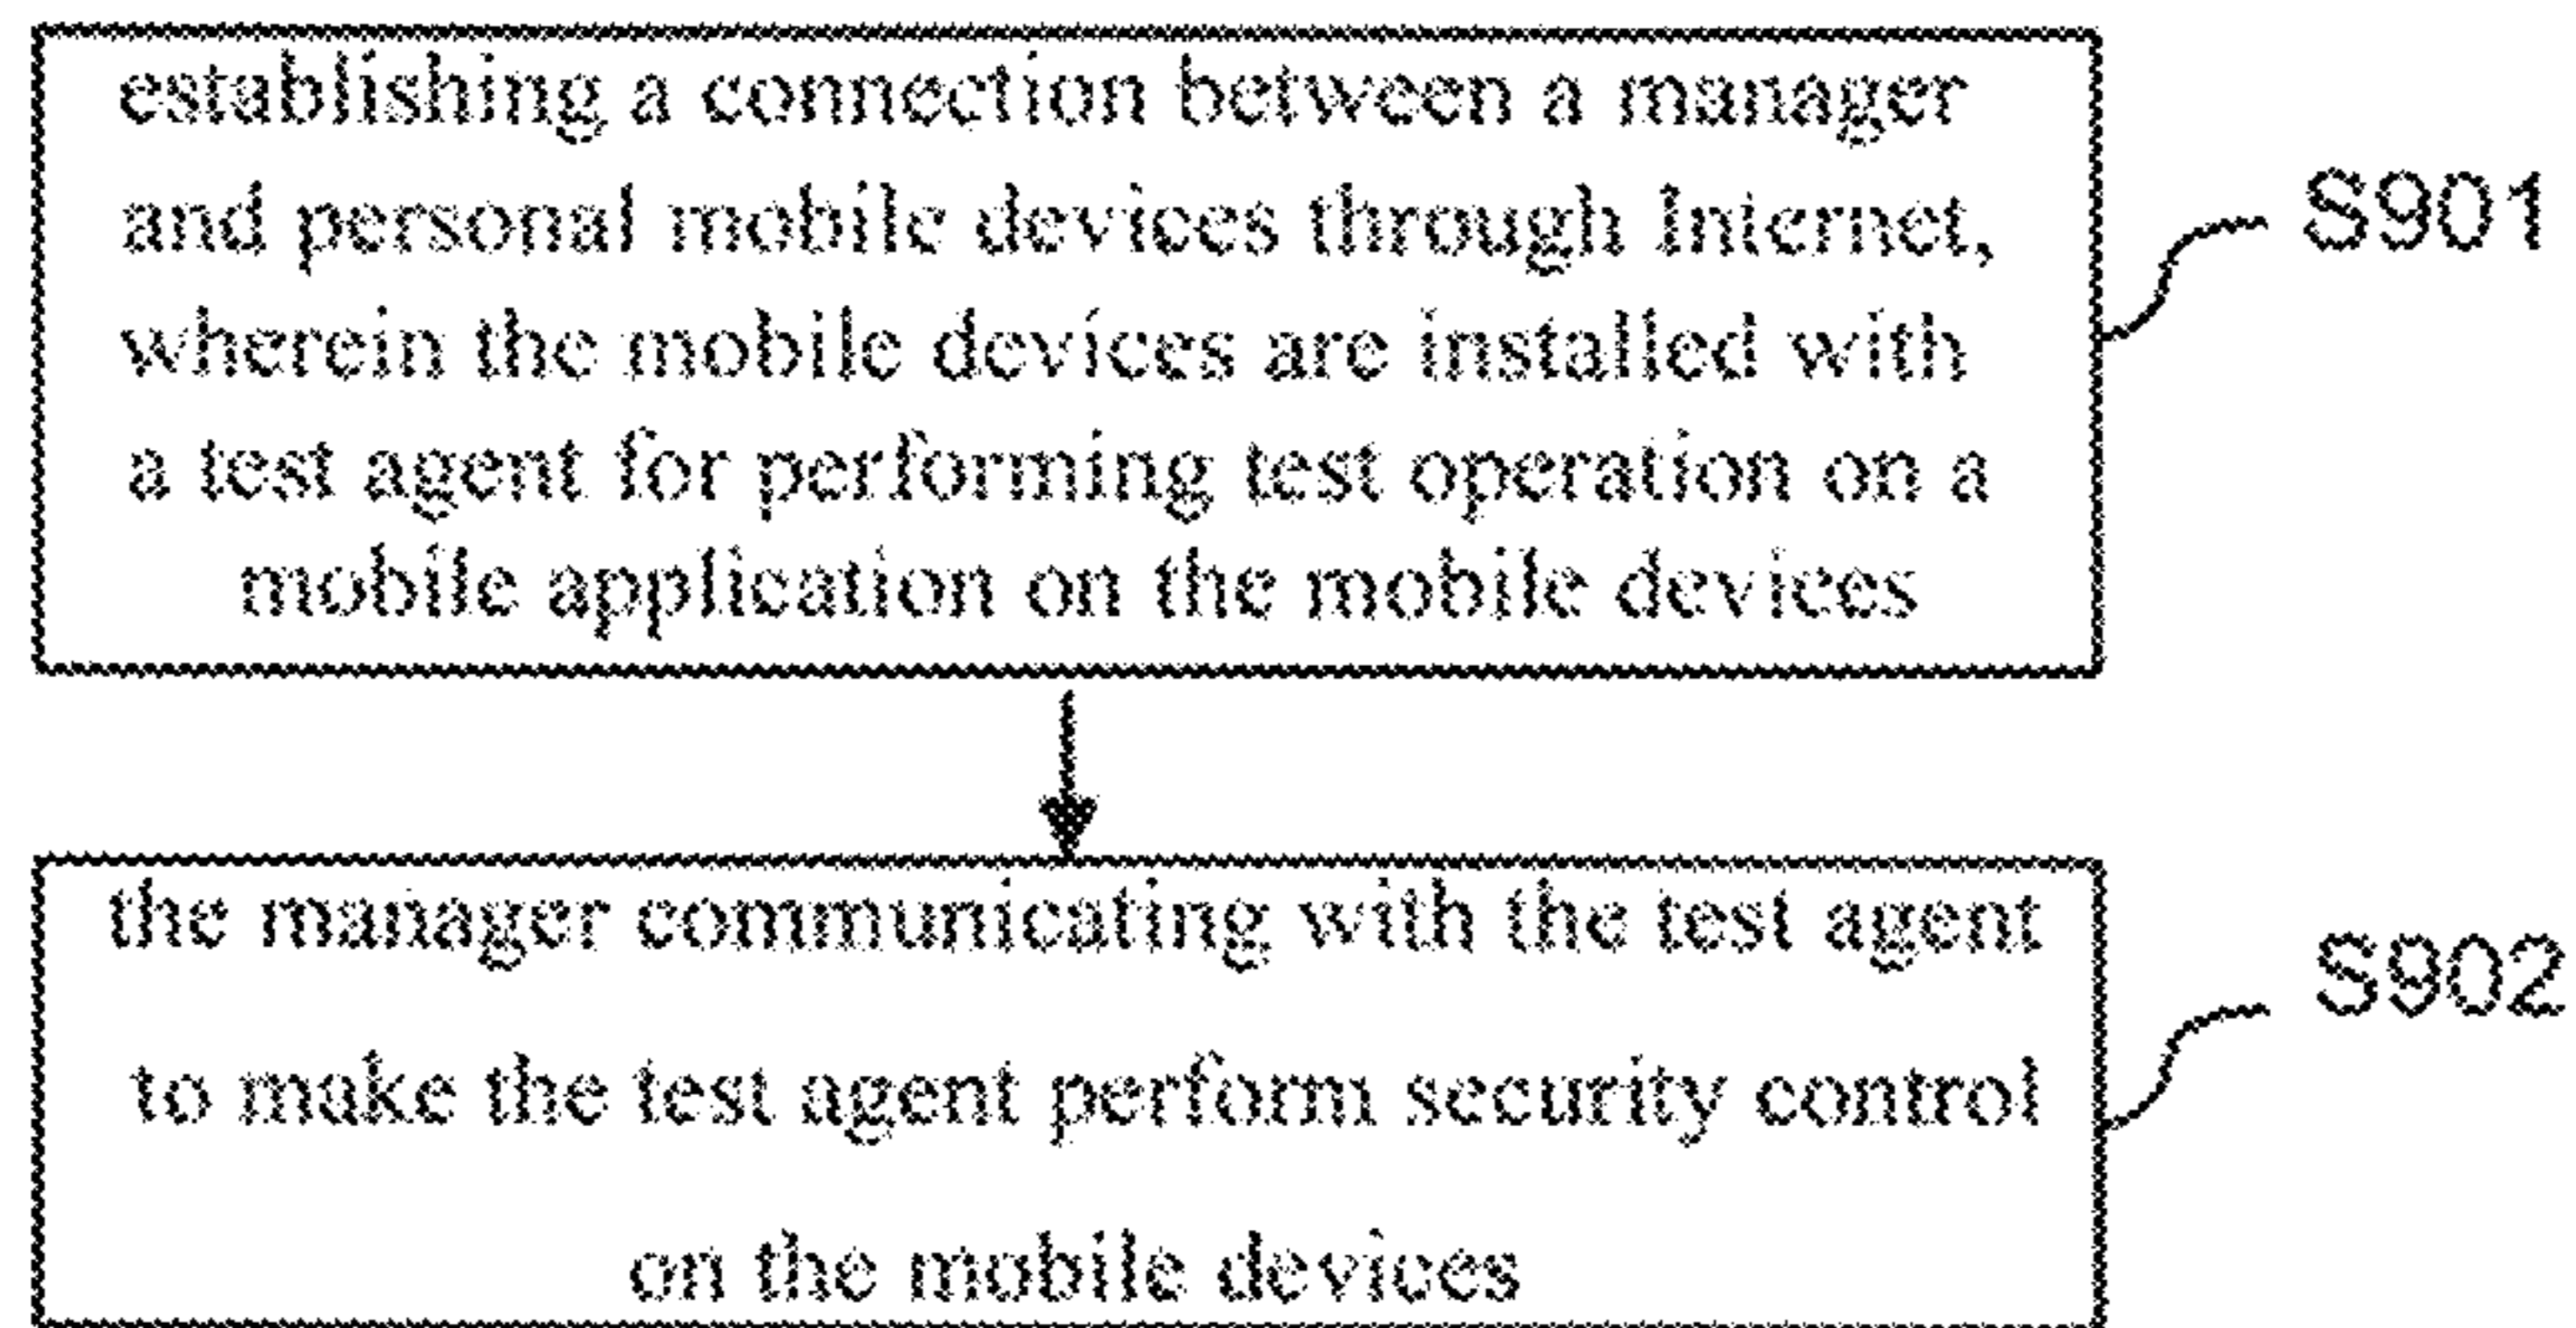 establishing a connection between a manager
and personal mobile devices through Internet,
S901
wherein the mobile devices are installed with
a test agent for performing test operation on a
mobile application on the mobile devices
the manager communicating with the test agent
S902
to make the test agent perform security control
on the mobile devices